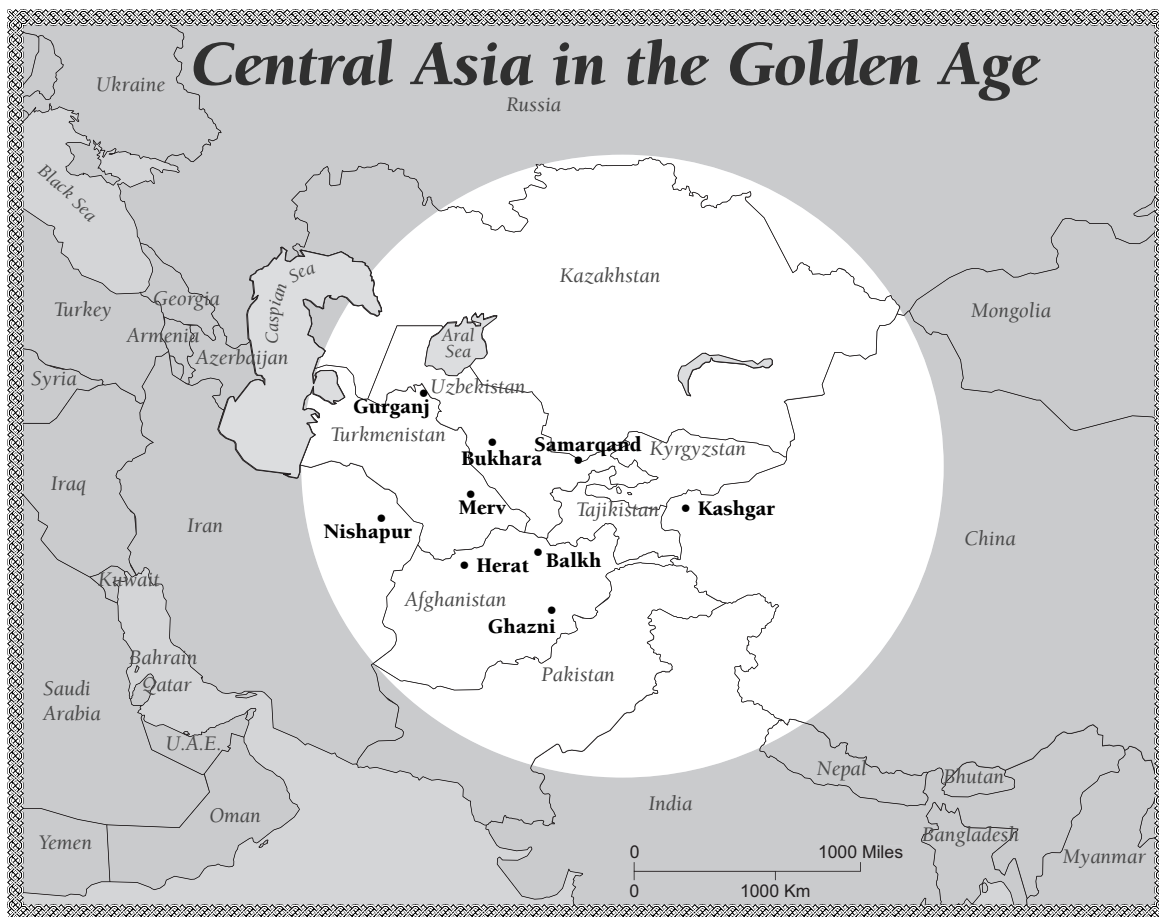 Central Asia in the Golden Age
Ukraine
Russia
Black Sea
Kazakhstan
Caspian Sea
Georgia
Turkey
Mongolia
Armenia
Aral
Sea
Azerbaijan
Syria
Uzbekistan
Gurganj
Turkmenistan
Samarqand
Kyrgyzstan
Bukhara
Iraq
Merv
Tajikistan
Kashgar
Iran
Nishapur
China
Herat
Balkh
Kuwait
Afghanistan
Ghazni
Bahrain
Pakistan
Qatar
Saudi
Arabia
U.A.E.
Nepal
Bhutan
India
Oman
Bangladesh
Yemen
0 1000 Miles
Myanmar
0 1000 Km